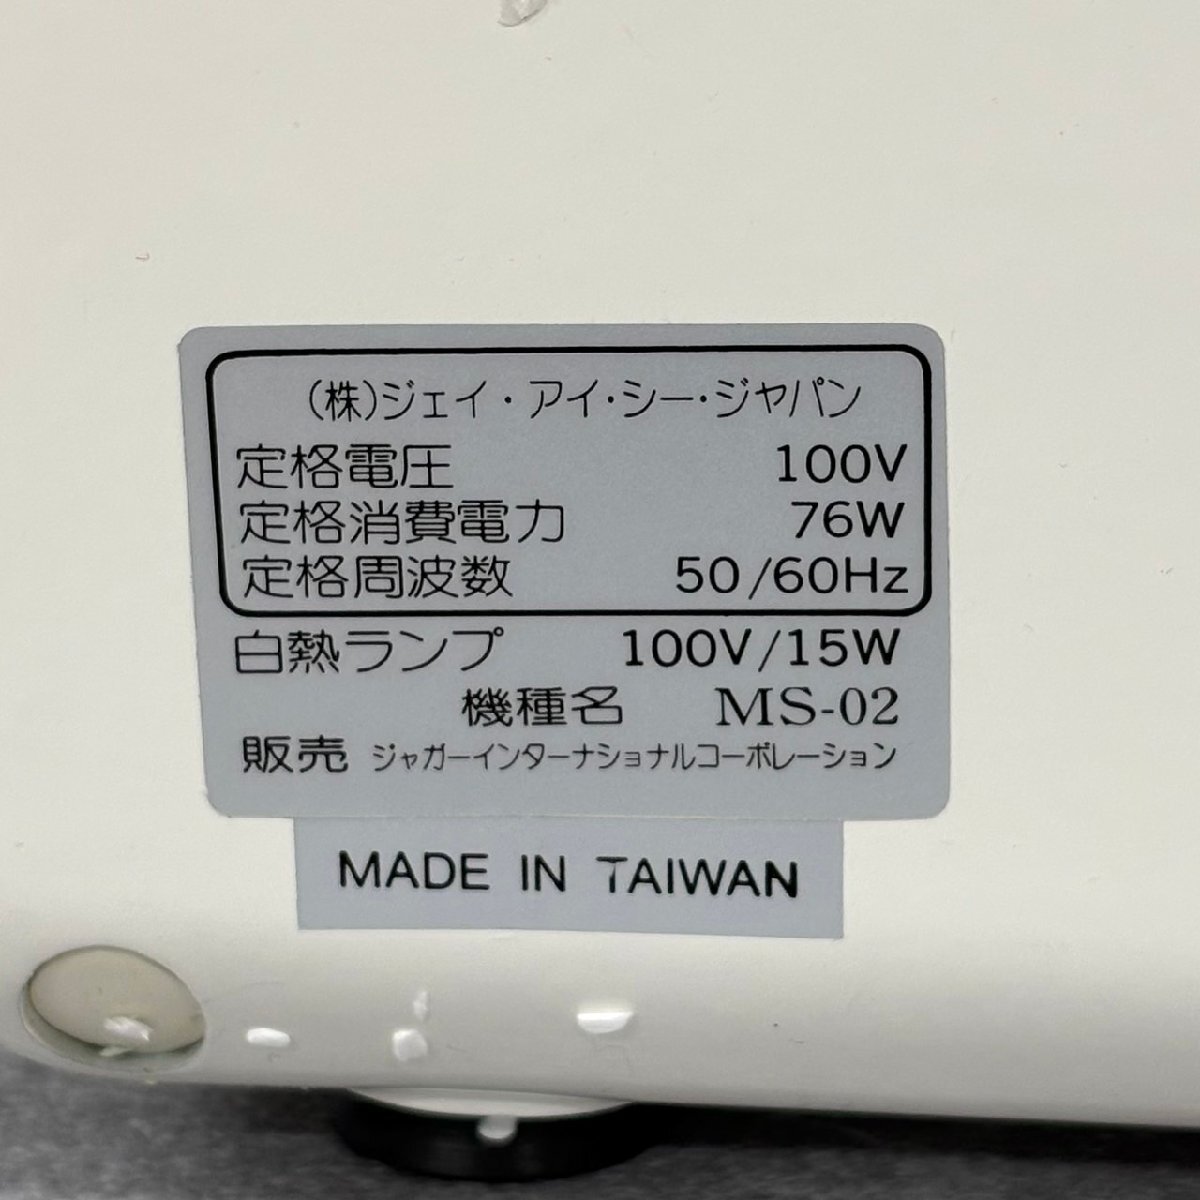 (株)ジェイ・アイ・シー・ジャパン
定格電圧 100V
定格消費電力 76W
定格周波数 50/60Hz
白熱ランプ 100V/15W
機種名 MS-02
販売 ジャガーインターナショナルコーポレーション
MADE IN TAIWAN